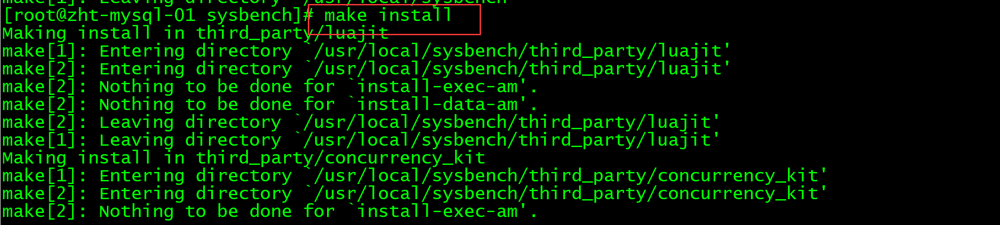 make[1]: Leaving directory `/usr/local/sysbench'
[root@zht-mysql-01 sysbench]# make install
Making install in third_party/luajit
make[1]: Entering directory `/usr/local/sysbench/third_party/luajit'
make[2]: Entering directory `/usr/local/sysbench/third_party/luajit'
make[2]: Nothing to be done for `install-exec-am'.
make[2]: Nothing to be done for `install-data-am'.
make[2]: Leaving directory `/usr/local/sysbench/third_party/luajit'
make[1]: Leaving directory `/usr/local/sysbench/third_party/luajit'
Making install in third_party/concurrency_kit
make[1]: Entering directory `/usr/local/sysbench/third_party/concurrency_kit'
make[2]: Entering directory `/usr/local/sysbench/third_party/concurrency_kit'
make[2]: Nothing to be done for `install-exec-am'.